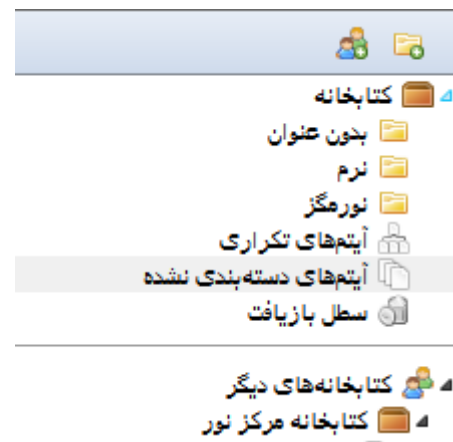 کتابخانه
بدون عنوان
نرم
نورمگز
آیتم‌های تکراری
آیتم‌های دسته‌بندی نشده
سطل بازیافت
کتابخانه‌های دیگر
کتابخانه مرکز نور